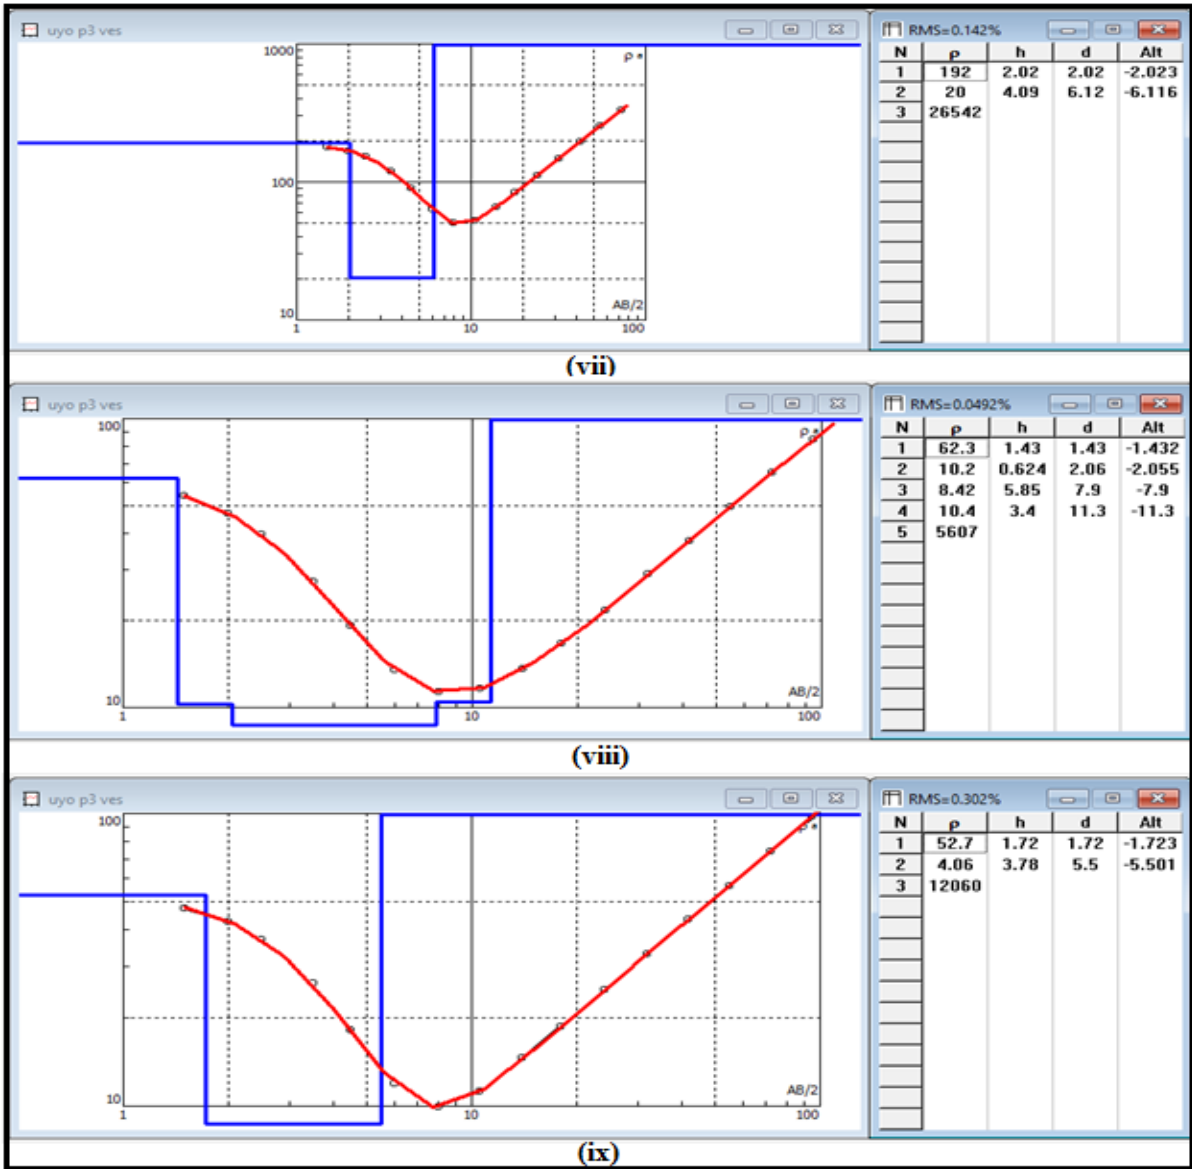 uyo p3 ves
RMS=0.142%
1000
ρ*
100
10
AB/2
1 10 100
N ρ h d Alt
1 192 2.02 2.02 -2.023
2 20 4.09 6.12 -6.116
3 26542
(vii)
uyo p3 ves
RMS=0.0492%
100
ρ*
10
AB/2
1 10 100
N ρ h d Alt
1 62.3 1.43 1.43 -1.432
2 10.2 0.624 2.06 -2.055
3 8.42 5.85 7.9 -7.9
4 10.4 3.4 11.3 -11.3
5 5607
(viii)
uyo p3 ves
RMS=0.302%
100
ρ*
10
AB/2
1 10 100
N ρ h d Alt
1 52.7 1.72 1.72 -1.723
2 4.06 3.78 5.5 -5.501
3 12060
(ix)